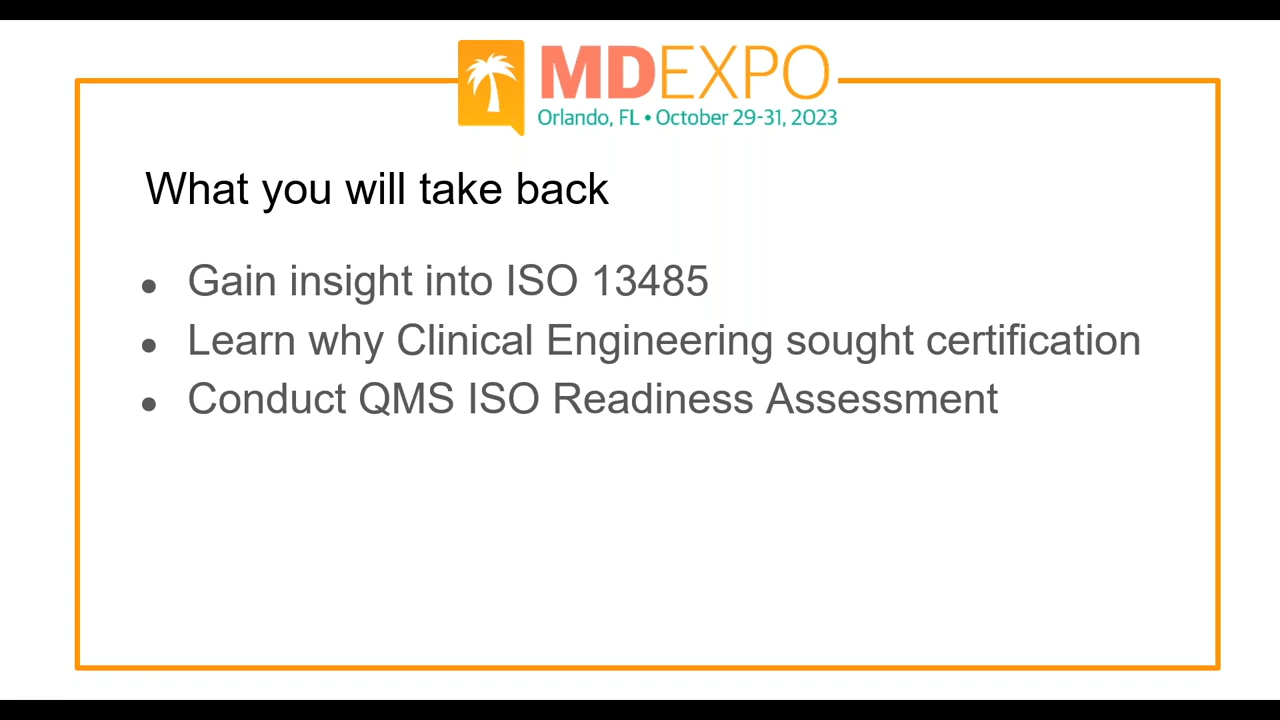 MDEXPO
Orlando, FL • October 29-31, 2023
What you will take back
• Gain insight into ISO 13485
• Learn why Clinical Engineering sought certification
• Conduct QMS ISO Readiness Assessment